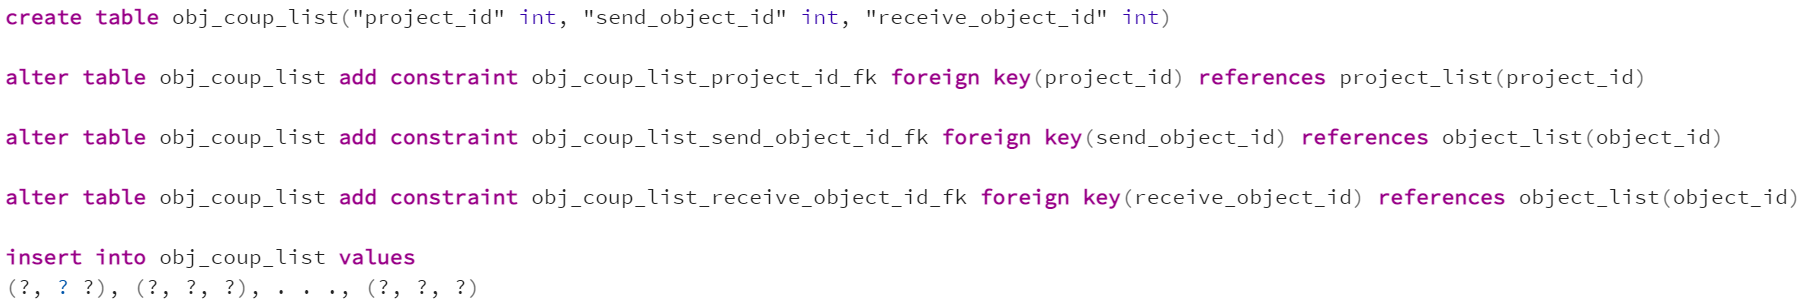 create table obj_coup_list("project_id" int, "send_object_id" int, "receive_object_id" int)
alter table obj_coup_list add constraint obj_coup_list_project_id_fk foreign key(project_id) references project_list(project_id)
alter table obj_coup_list add constraint obj_coup_list_send_object_id_fk foreign key(send_object_id) references object_list(object_id)
alter table obj_coup_list add constraint obj_coup_list_receive_object_id_fk foreign key(receive_object_id) references object_list(object_id)
insert into obj_coup_list values
(?, ? ?), (?, ?, ?), . . ., (?, ?, ?)